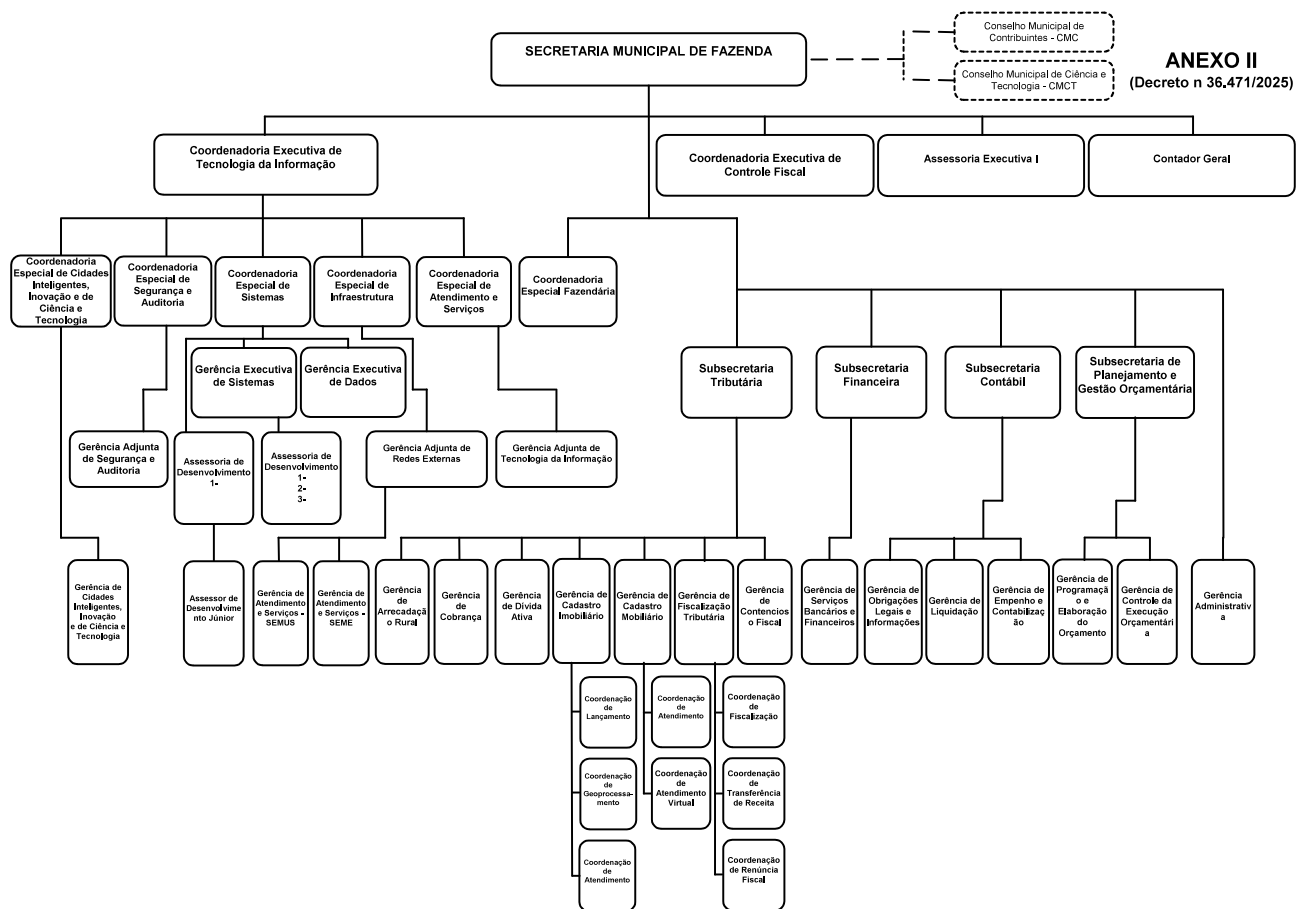 SECRETARIA MUNICIPAL DE FAZENDA
Conselho Municipal de
Contribuintes - CMC
Conselho Municipal de Ciência e
Tecnologia - CMCT
ANEXO II
(Decreto n 36.471/2025)
Coordenadoria Executiva de
Tecnologia da Informação
Coordenadoria Executiva de
Controle Fiscal
Assessoria Executiva I
Contador Geral
Coordenadoria
Especial de Cidades
Inteligentes,
Inovação e de
Ciência e
Tecnologia
Coordenadoria
Especial de
Segurança e
Auditoria
Coordenadoria
Especial de
Sistemas
Coordenadoria
Especial de
Infraestrutura
Coordenadoria
Especial de
Atendimento e
Serviços
Coordenadoria
Especial Fazendária
Gerência Executiva
de Sistemas
Gerência Executiva
de Dados
Subsecretaria
Tributária
Subsecretaria
Financeira
Subsecretaria
Contábil
Subsecretaria de
Planejamento e
Gestão Orçamentária
Gerência Adjunta
de Segurança e
Auditoria
Assessoria de
Desenvolvimento
1-
Assessoria de
Desenvolvimento
1-
2-
3-
Gerência Adjunta de
Redes Externas
Gerência Adjunta de
Tecnologia da Informação
Gerência de
Cidades
Inteligentes,
Inovação
e de Ciência e
Tecnologia
Assessor de
Desenvolvime
nto Júnior
Gerência de
Atendimento
e Serviços -
SEMUS
Gerência de
Atendimento
e Serviços -
SEME
Gerência
de
Arrecadaçã
o Rural
Gerência
de
Cobrança
Gerência
de Dívida
Ativa
Gerência
de
Cadastro
Imobiliário
Gerência
de
Cadastro
Mobiliário
Gerência
de
Fiscalização
Tributária
Gerência
de
Contencios
o Fiscal
Gerência
de Serviços
Bancários e
Financeiros
Gerência de
Obrigações
Legais e
Informações
Gerência
de
Liquidação
Gerência de
Empenho e
Contabiliza
ção
Gerência de
Programaçã
o e
Elaboração
do
Orçamento
Gerência de
Controle da
Execução
Orçamentári
a
Gerência
Administrativ
a
Coordenação
de
Lançamento
Coordenação
de
Atendimento
Coordenação
de
Fiscalização
Coordenação
de
Geoprocessa-
mento
Coordenação
de
Atendimento
Virtual
Coordenação
de
Transferência
de Receita
Coordenação
de
Atendimento
Coordenação
de Renúncia
Fiscal